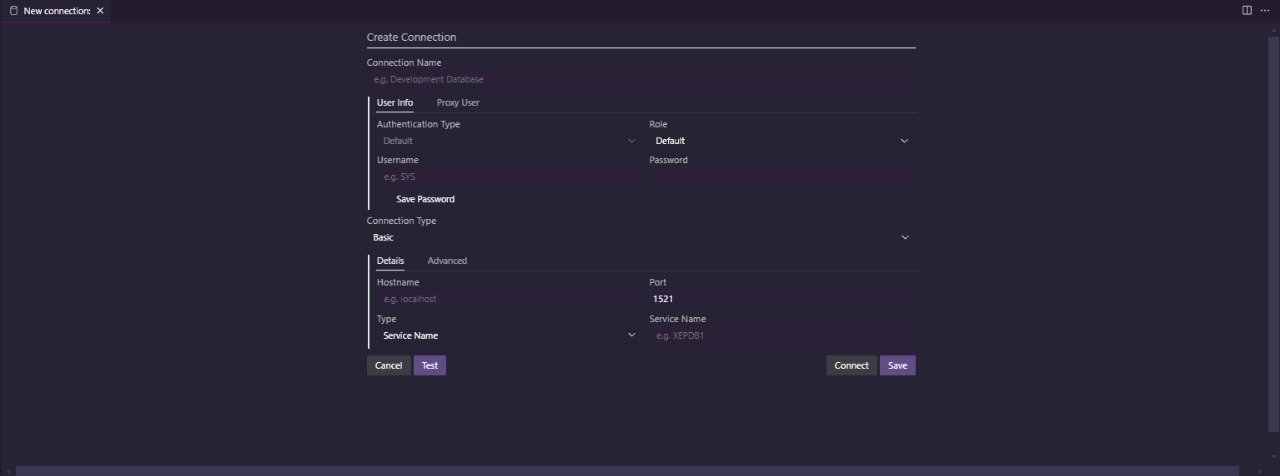 New connection:
Create Connection
Connection Name
e.g. Development Database
User Info Proxy User
Authentication Type Role
Default Default
Username Password
e.g. SYS
Save Password
Connection Type
Basic
Details Advanced
Hostname Port
e.g. localhost 1521
Type Service Name
Service Name e.g. XEPDB1
Cancel Test Connect Save